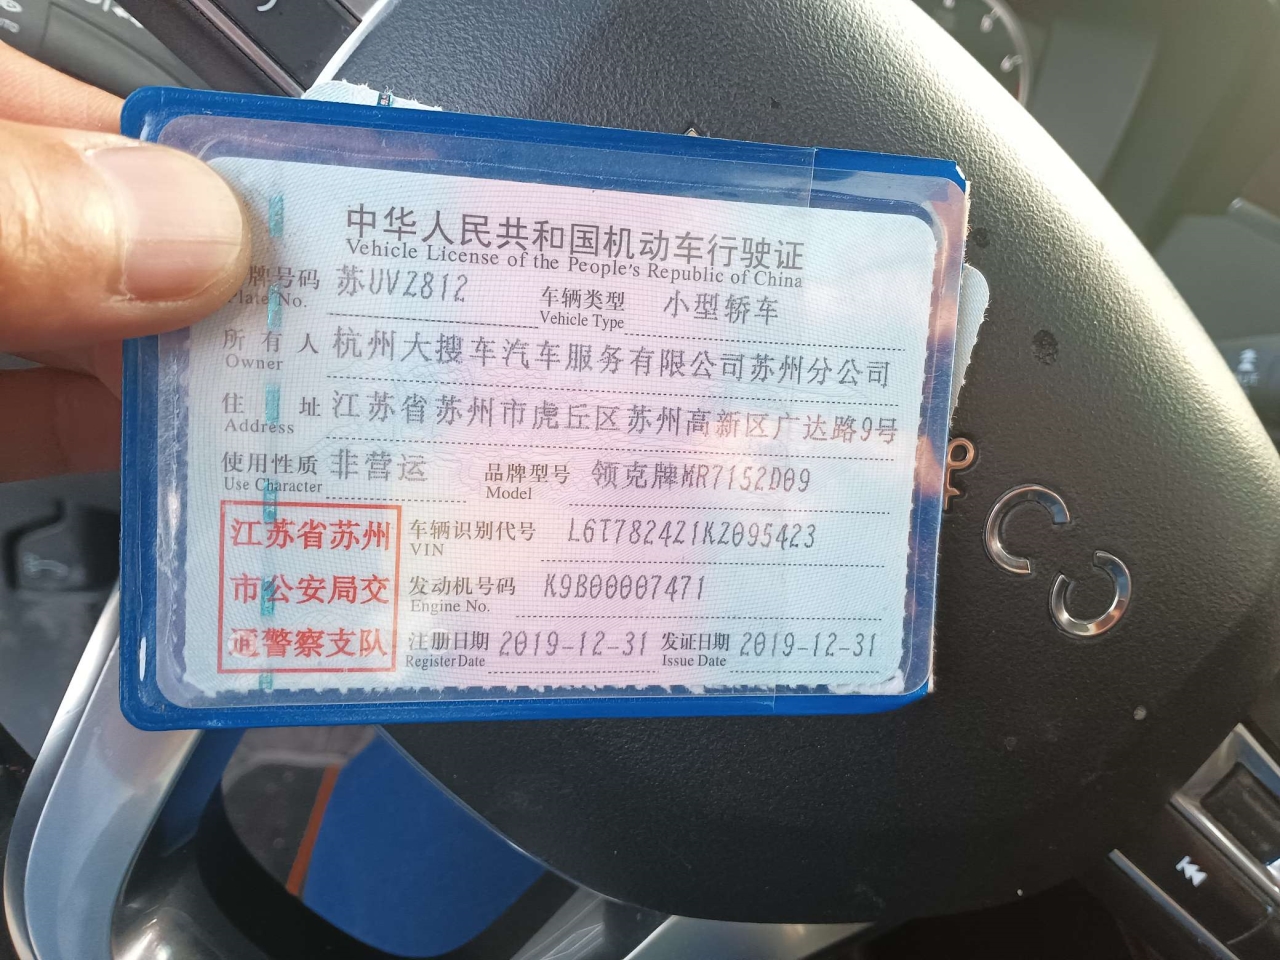 中华人民共和国机动车行驶证
Vehicle License of the People's Republic of China
牌号码 苏UVZ812 车辆类型 小型轿车
Plate No. Vehicle Type
所有人 杭州大搜车汽车服务有限公司苏州分公司
Owner
住址 江苏省苏州市虎丘区苏州高新区广达路9号
Address
使用性质 非营运 品牌型号 领克牌MR7152D09
Use Character Model
江苏省苏州
市公安局交
通警察支队
车辆识别代号 L6T782421KZ095423
VIN
发动机号码 K9B00007471
Engine No.
注册日期 2019-12-31 发证日期 2019-12-31
Register Date Issue Date